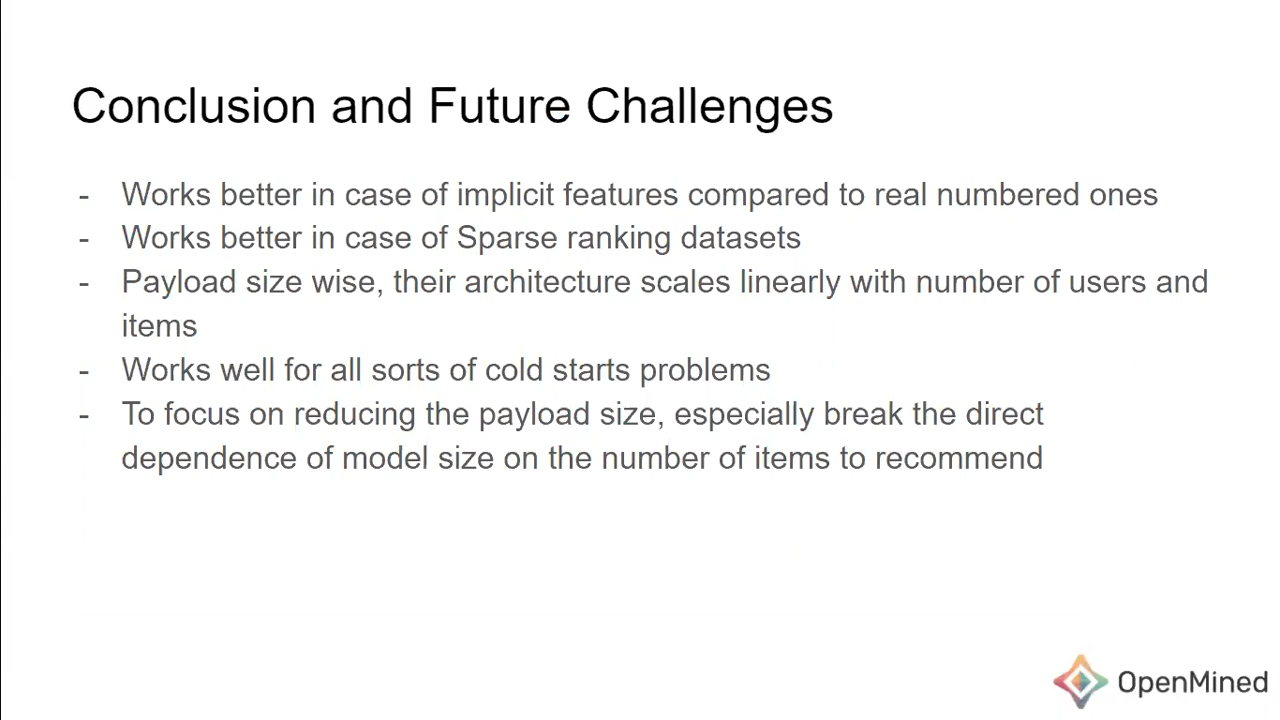 Conclusion and Future Challenges
- Works better in case of implicit features compared to real numbered ones
- Works better in case of Sparse ranking datasets
- Payload size wise, their architecture scales linearly with number of users and
items
- Works well for all sorts of cold starts problems
- To focus on reducing the payload size, especially break the direct
dependence of model size on the number of items to recommend
OpenMined